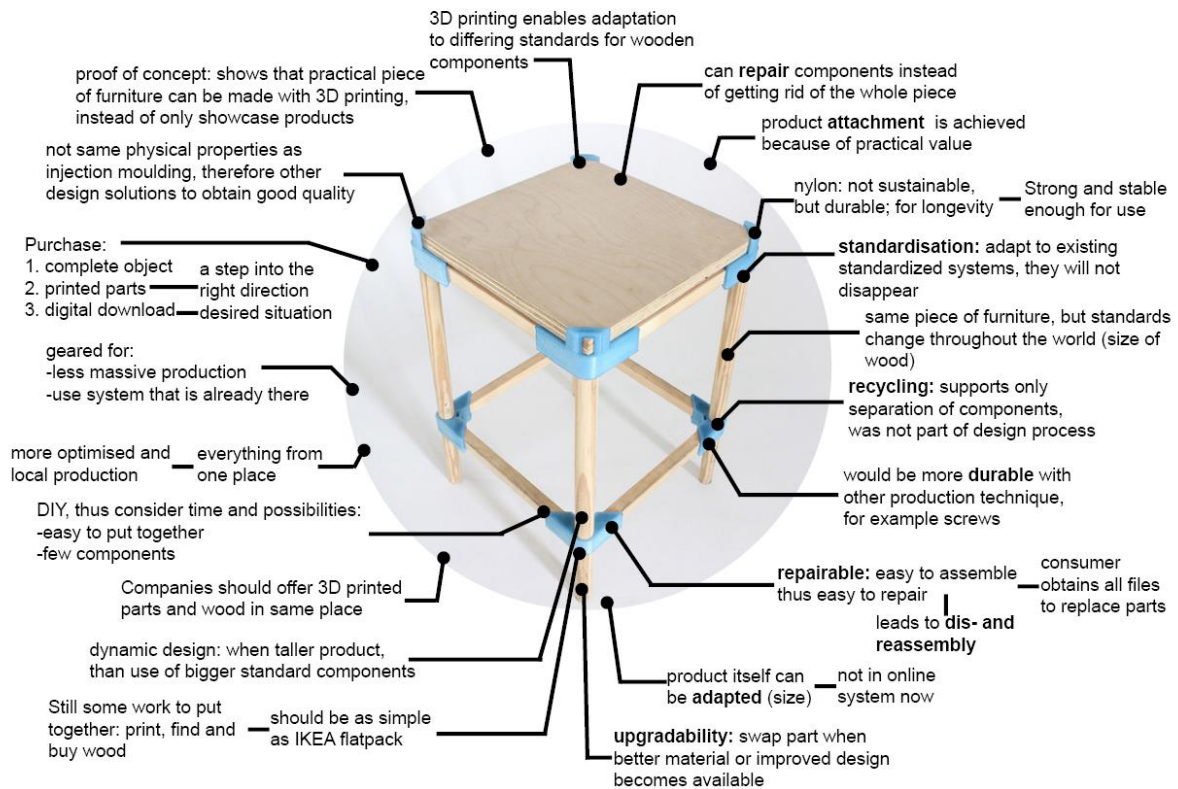 3D printing enables adaptation
to differing standards for wooden
components
proof of concept: shows that practical piece
of furniture can be made with 3D printing,
instead of only showcase products
can repair components instead
of getting rid of the whole piece
product attachment is achieved
because of practical value
not same physical properties as
injection moulding, therefore other
design solutions to obtain good quality
nylon: not sustainable,
but durable; for longevity
Strong and stable
enough for use
Purchase:
1. complete object
2. printed parts
3. digital download
a step into the
right direction
desired situation
standardisation: adapt to existing
standardized systems, they will not
disappear
same piece of furniture, but standards
change throughout the world (size of
wood)
geared for:
-less massive production
-use system that is already there
recycling: supports only
separation of components,
was not part of design process
more optimised and
local production
everything from
one place
would be more durable with
other production technique,
for example screws
DIY, thus consider time and possibilities:
-easy to put together
-few components
Companies should offer 3D printed
parts and wood in same place
repairable: easy to assemble
thus easy to repair
consumer
obtains all files
to replace parts
leads to dis- and
reassembly
dynamic design: when taller product,
than use of bigger standard components
product itself can
be adapted (size)
not in online
system now
Still some work to put
together: print, find and
buy wood
should be as simple
as IKEA flatpack
upgradability: swap part when
better material or improved design
becomes available